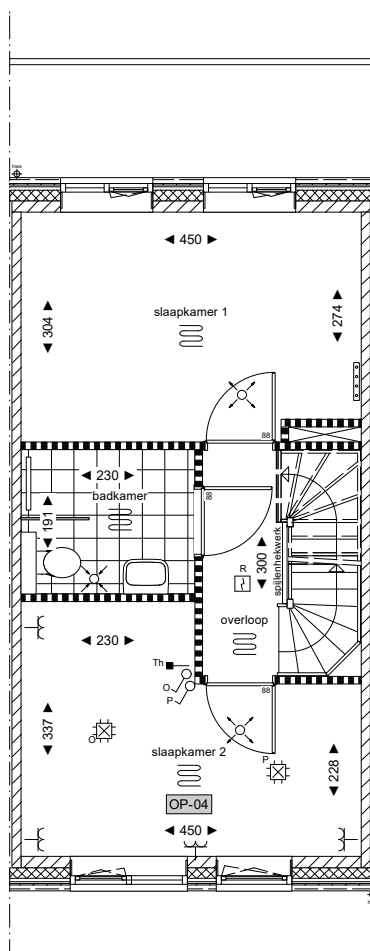 hwa
◄ 450 ►
◄ 304 ►
slaapkamer 1
◄ 274 ►
88
◄ 230 ►
badkamer
◄ 191 ►
88
R
◄ 300 ►
spijlenhekwerk
overloop
◄ 230 ►
Th
O
P
88
◄ 337 ►
O
slaapkamer 2
P
◄ 228 ►
OP-04
◄ 450 ►